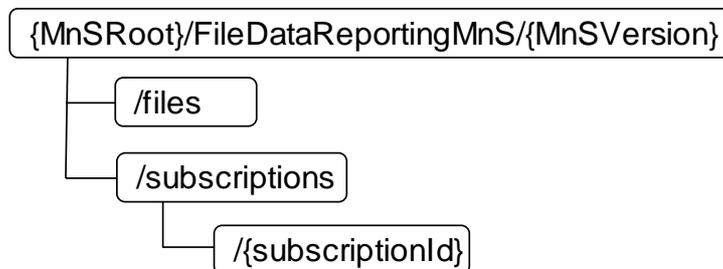 {MnSRoot}/FileDataReportingMnS/{MnSVersion}
/files
/subscriptions
/{subscriptionId}